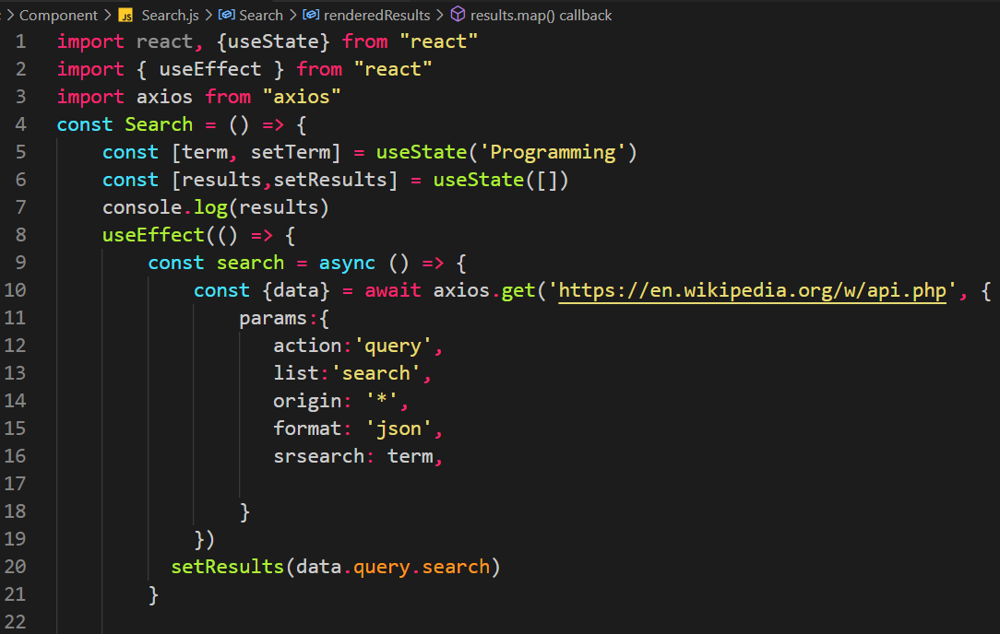 Component > JS Search.js > Search > renderedResults > results.map() callback
1 import react, {useState} from "react"
2 import { useEffect } from "react"
3 import axios from "axios"
4 const Search = () => {
5 const [term, setTerm] = useState('Programming')
6 const [results,setResults] = useState([])
7 console.log(results)
8 useEffect(() => {
9 const search = async () => {
10 const {data} = await axios.get('https://en.wikipedia.org/w/api.php', {
11 params:{
12 action:'query',
13 list:'search',
14 origin: '*',
15 format: 'json',
16 srsearch: term,
17
18 }
19 })
20 setResults(data.query.search)
21 }
22